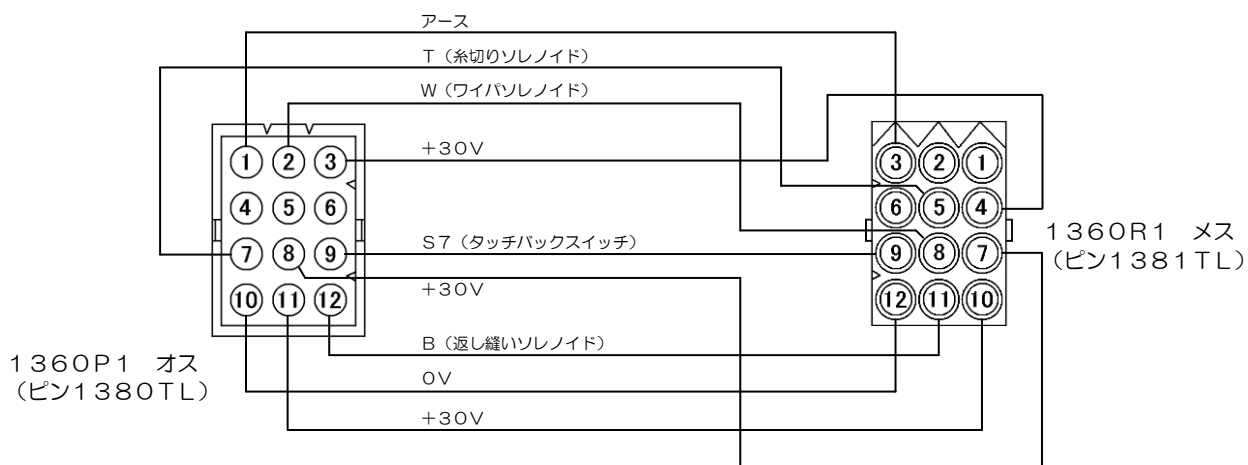 アース
T（糸切りソレノイド）
W（ワイパソレノイド）
+30V
① ② ③
④ ⑤ ⑥
⑦ ⑧ ⑨
⑩ ⑪ ⑫
S7（タッチバックスイッチ）
+30V
B（返し縫いソレノイド）
0V
+30V
1360P1 オス
（ピン1380TL）
③ ② ①
⑥ ⑤ ④
⑨ ⑧ ⑦
⑫ ⑪ ⑩
1360R1 メス
（ピン1381TL）